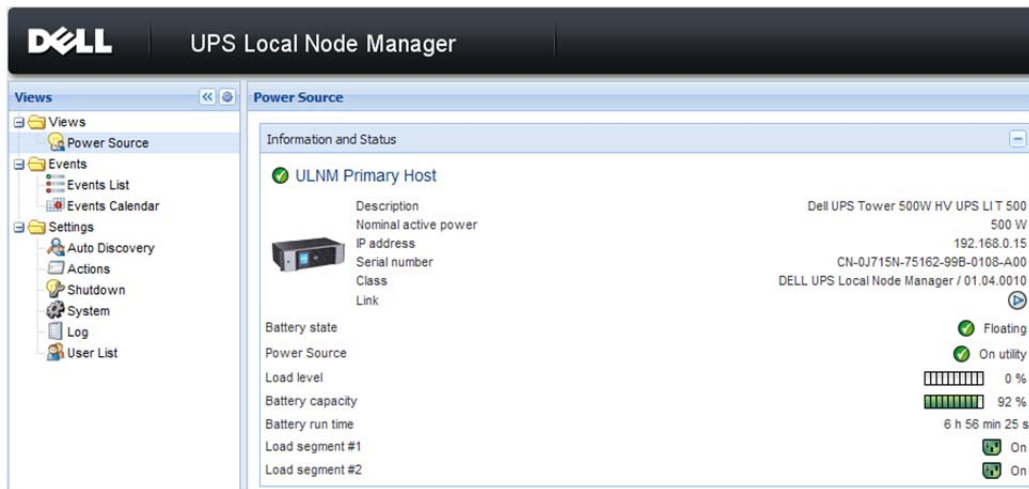 DELL UPS Local Node Manager
Views
Power Source
Views
Power Source
Events
Events List
Events Calendar
Settings
Auto Discovery
Actions
Shutdown
System
Log
User List
Information and Status
ULNM Primary Host
Description Dell UPS Tower 500W HV UPS LI T 500
Nominal active power 500 W
IP address 192.168.0.15
Serial number CN-0J715N-75162-99B-0108-A00
Class DELL UPS Local Node Manager / 01.04.0010
Link
Battery state Floating
Power Source On utility
Load level 0 %
Battery capacity 92 %
Battery run time 6 h 56 min 25 s
Load segment #1 On
Load segment #2 On